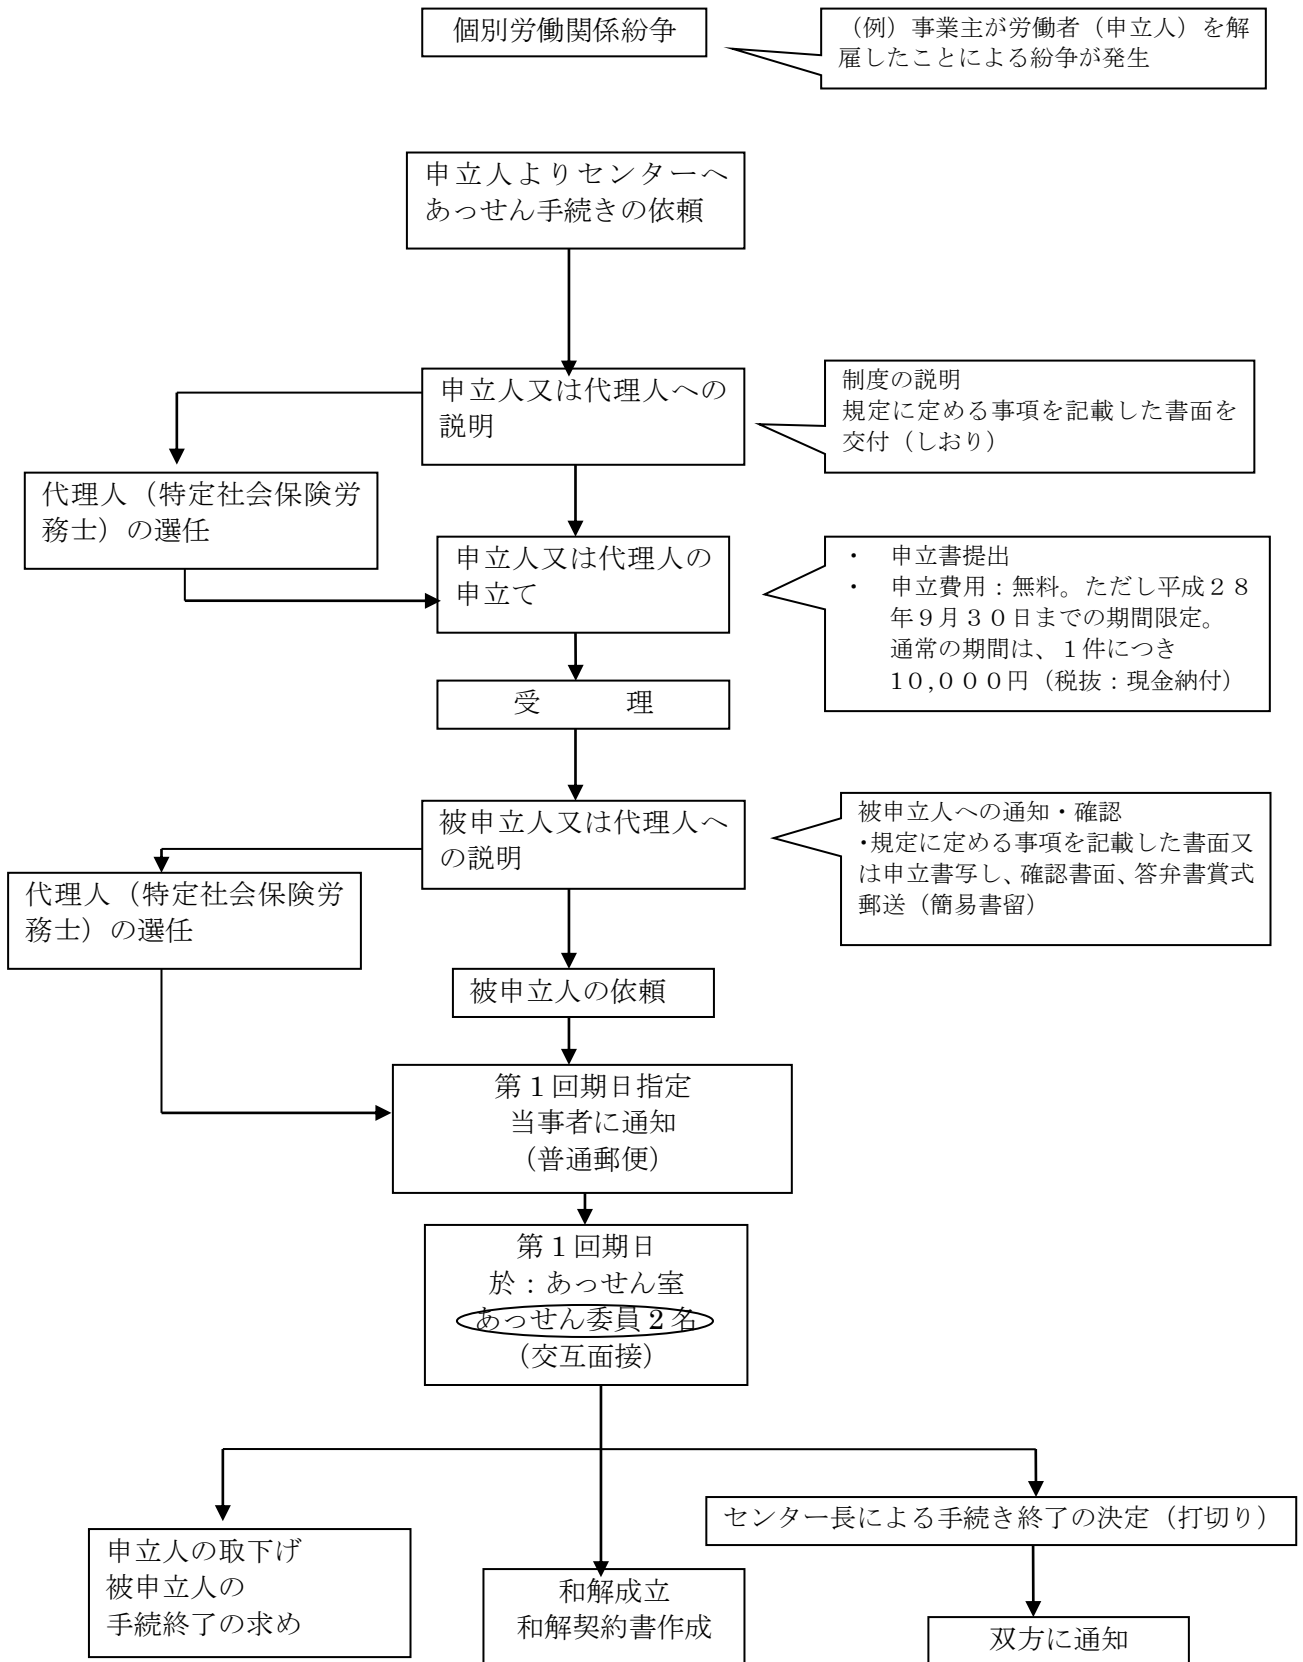 個別労働関係紛争
（例）事業主が労働者（申立人）を解
雇したことによる紛争が発生
申立人よりセンターへ
あっせん手続きの依頼
申立人又は代理人への
説明
制度の説明
規定に定める事項を記載した書面を
交付（しおり）
代理人（特定社会保険労
務士）の選任
申立人又は代理人の
申立て
・　申立書提出
・　申立費用：無料。ただし平成２８
年９月３０日までの期間限定。
通常の期間は、１件につき
１０,０００円（税抜：現金納付）
受　　理
被申立人又は代理人へ
の説明
被申立人への通知・確認
・規定に定める事項を記載した書面又
は申立書写し、確認書面、答弁書賞式
郵送（簡易書留）
代理人（特定社会保険労
務士）の選任
被申立人の依頼
第１回期日指定
当事者に通知
（普通郵便）
第１回期日
於：あっせん室
あっせん委員２名
（交互面接）
センター長による手続き終了の決定（打切り）
申立人の取下げ
被申立人の
手続終了の求め
和解成立
和解契約書作成
双方に通知